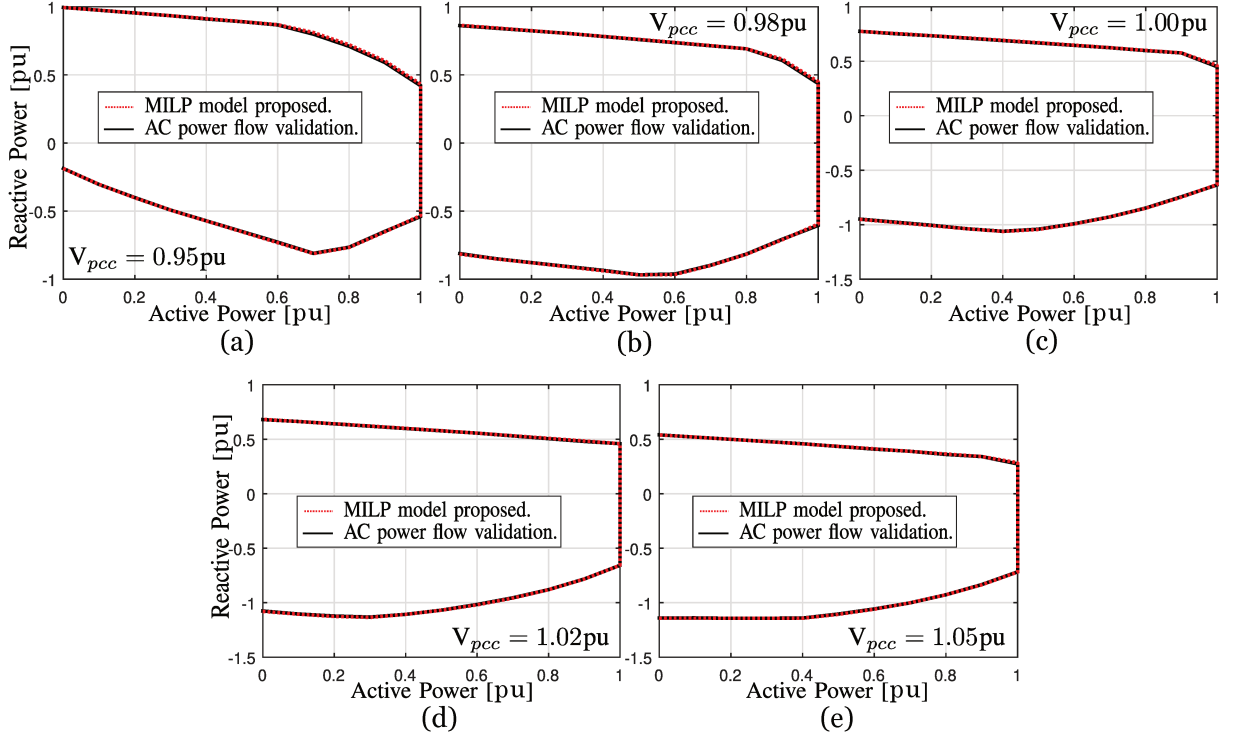 Reactive Power [pu]
1
0.5
0
-0.5
-1
MILP model proposed.
AC power flow validation.
V_pcc = 0.95pu
0 0.2 0.4 0.6 0.8 1
Active Power [pu]
(a)
1
0.5
0
-0.5
-1
V_pcc = 0.98pu
MILP model proposed.
AC power flow validation.
0 0.2 0.4 0.6 0.8 1
Active Power [pu]
(b)
1
0.5
0
-0.5
-1
-1.5
V_pcc = 1.00pu
MILP model proposed.
AC power flow validation.
0 0.2 0.4 0.6 0.8 1
Active Power [pu]
(c)
Reactive Power [pu]
1
0.5
0
-0.5
-1
-1.5
MILP model proposed.
AC power flow validation.
V_pcc = 1.02pu
0 0.2 0.4 0.6 0.8 1
Active Power [pu]
(d)
1
0.5
0
-0.5
-1
-1.5
MILP model proposed.
AC power flow validation.
V_pcc = 1.05pu
0 0.2 0.4 0.6 0.8 1
Active Power [pu]
(e)